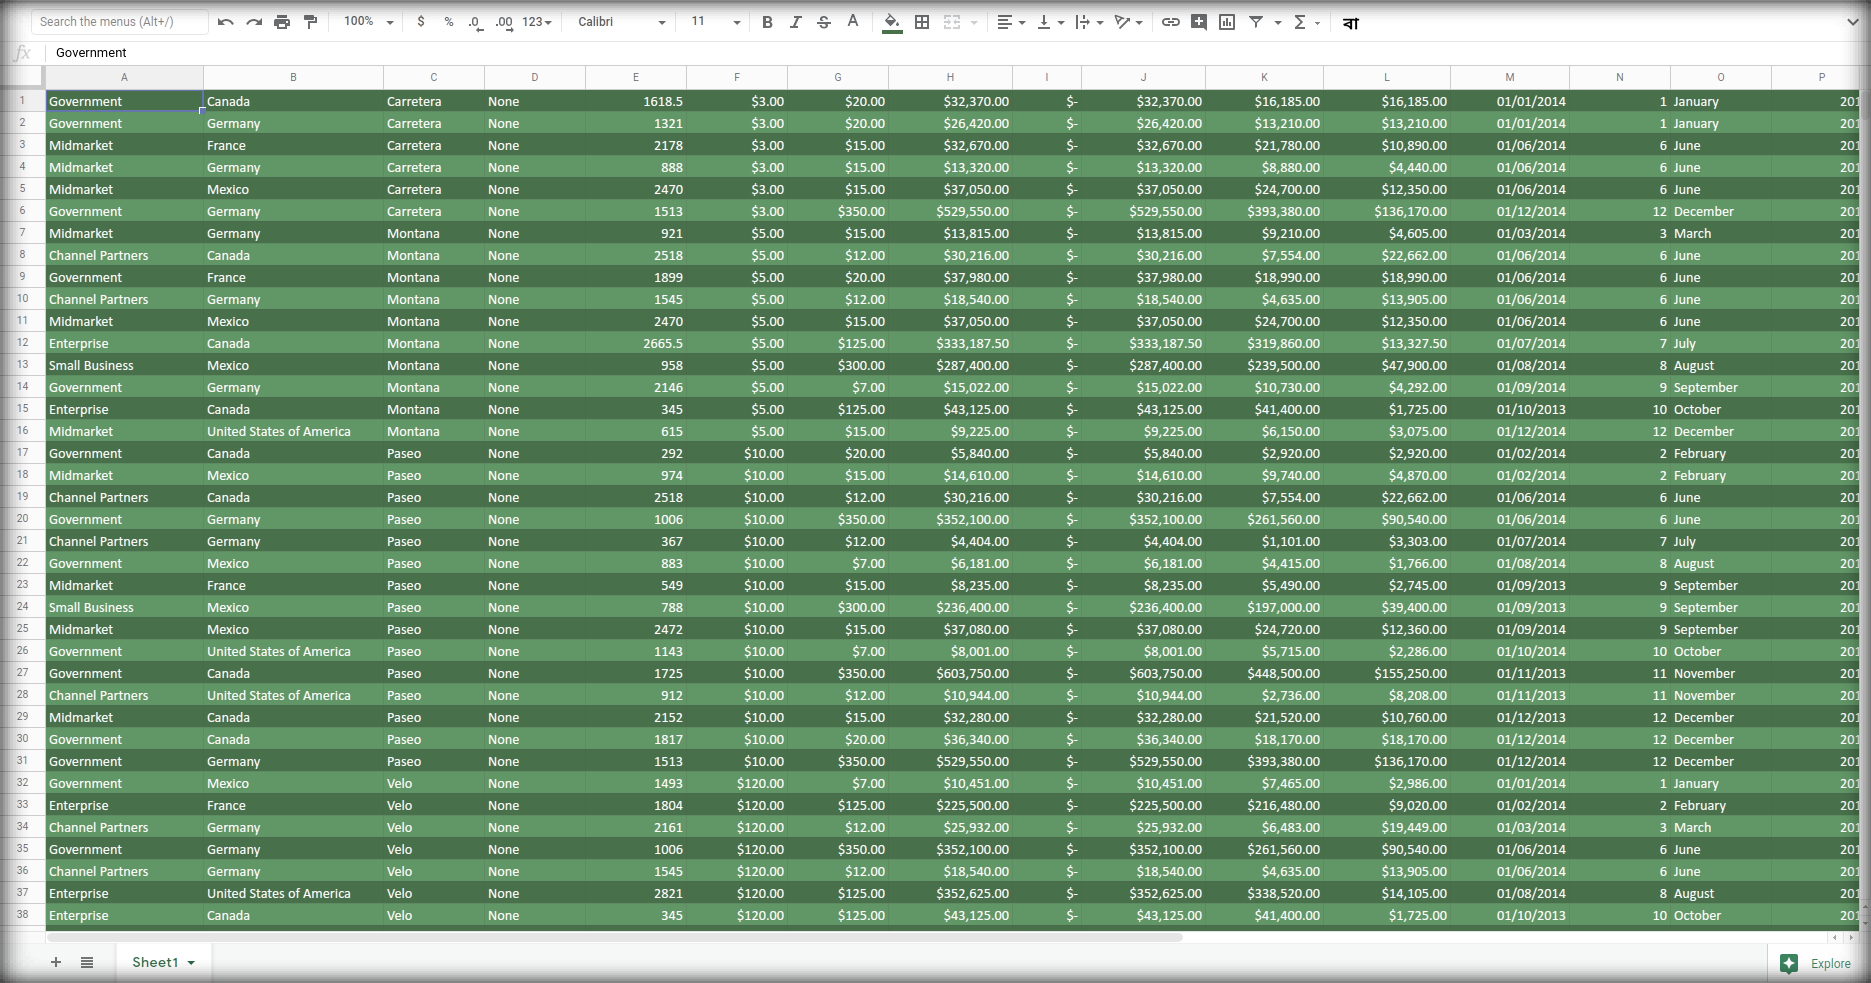 Search the menus (Alt+/) 100% $ % .0 .00 123 Calibri 11 B I S A Σ বা
fx Government
A B C D E F G H I J K L M N O P
1 Government Canada Carretera None 1618.5 $3.00 $20.00 $32,370.00 $- $32,370.00 $16,185.00 $16,185.00 01/01/2014 1 January 201
2 Government Germany Carretera None 1321 $3.00 $20.00 $26,420.00 $- $26,420.00 $13,210.00 $13,210.00 01/01/2014 1 January 201
3 Midmarket France Carretera None 2178 $3.00 $15.00 $32,670.00 $- $32,670.00 $21,780.00 $10,890.00 01/06/2014 6 June 201
4 Midmarket Germany Carretera None 888 $3.00 $15.00 $13,320.00 $- $13,320.00 $8,880.00 $4,440.00 01/06/2014 6 June 201
5 Midmarket Mexico Carretera None 2470 $3.00 $15.00 $37,050.00 $- $37,050.00 $24,700.00 $12,350.00 01/06/2014 6 June 201
6 Government Germany Carretera None 1513 $3.00 $350.00 $529,550.00 $- $529,550.00 $393,380.00 $136,170.00 01/12/2014 12 December 201
7 Midmarket Germany Montana None 921 $5.00 $15.00 $13,815.00 $- $13,815.00 $9,210.00 $4,605.00 01/03/2014 3 March 201
8 Channel Partners Canada Montana None 2518 $5.00 $12.00 $30,216.00 $- $30,216.00 $7,554.00 $22,662.00 01/06/2014 6 June 201
9 Government France Montana None 1899 $5.00 $20.00 $37,980.00 $- $37,980.00 $18,990.00 $18,990.00 01/06/2014 6 June 201
10 Channel Partners Germany Montana None 1545 $5.00 $12.00 $18,540.00 $- $18,540.00 $4,635.00 $13,905.00 01/06/2014 6 June 201
11 Midmarket Mexico Montana None 2470 $5.00 $15.00 $37,050.00 $- $37,050.00 $24,700.00 $12,350.00 01/06/2014 6 June 201
12 Enterprise Canada Montana None 2665.5 $5.00 $125.00 $333,187.50 $- $333,187.50 $319,860.00 $13,327.50 01/07/2014 7 July 201
13 Small Business Mexico Montana None 958 $5.00 $300.00 $287,400.00 $- $287,400.00 $239,500.00 $47,900.00 01/08/2014 8 August 201
14 Government Germany Montana None 2146 $5.00 $7.00 $15,022.00 $- $15,022.00 $10,730.00 $4,292.00 01/09/2014 9 September 201
15 Enterprise Canada Montana None 345 $5.00 $125.00 $43,125.00 $- $43,125.00 $41,400.00 $1,725.00 01/10/2013 10 October 201
16 Midmarket United States of America Montana None 615 $5.00 $15.00 $9,225.00 $- $9,225.00 $6,150.00 $3,075.00 01/12/2014 12 December 201
17 Government Canada Paseo None 292 $10.00 $20.00 $5,840.00 $- $5,840.00 $2,920.00 $2,920.00 01/02/2014 2 February 201
18 Midmarket Mexico Paseo None 974 $10.00 $15.00 $14,610.00 $- $14,610.00 $9,740.00 $4,870.00 01/02/2014 2 February 201
19 Channel Partners Canada Paseo None 2518 $10.00 $12.00 $30,216.00 $- $30,216.00 $7,554.00 $22,662.00 01/06/2014 6 June 201
20 Government Germany Paseo None 1006 $10.00 $350.00 $352,100.00 $- $352,100.00 $261,560.00 $90,540.00 01/06/2014 6 June 201
21 Channel Partners Germany Paseo None 367 $10.00 $12.00 $4,404.00 $- $4,404.00 $1,101.00 $3,303.00 01/07/2014 7 July 201
22 Government Mexico Paseo None 883 $10.00 $7.00 $6,181.00 $- $6,181.00 $4,415.00 $1,766.00 01/08/2014 8 August 201
23 Midmarket France Paseo None 549 $10.00 $15.00 $8,235.00 $- $8,235.00 $5,490.00 $2,745.00 01/09/2013 9 September 201
24 Small Business Mexico Paseo None 788 $10.00 $300.00 $236,400.00 $- $236,400.00 $197,000.00 $39,400.00 01/09/2013 9 September 201
25 Midmarket Mexico Paseo None 2472 $10.00 $15.00 $37,080.00 $- $37,080.00 $24,720.00 $12,360.00 01/09/2014 9 September 201
26 Government United States of America Paseo None 1143 $10.00 $7.00 $8,001.00 $- $8,001.00 $5,715.00 $2,286.00 01/10/2014 10 October 201
27 Government Canada Paseo None 1725 $10.00 $350.00 $603,750.00 $- $603,750.00 $448,500.00 $155,250.00 01/11/2013 11 November 201
28 Channel Partners United States of America Paseo None 912 $10.00 $12.00 $10,944.00 $- $10,944.00 $2,736.00 $8,208.00 01/11/2013 11 November 201
29 Midmarket Canada Paseo None 2152 $10.00 $15.00 $32,280.00 $- $32,280.00 $21,520.00 $10,760.00 01/12/2013 12 December 201
30 Government Canada Paseo None 1817 $10.00 $20.00 $36,340.00 $- $36,340.00 $18,170.00 $18,170.00 01/12/2014 12 December 201
31 Government Germany Paseo None 1513 $10.00 $350.00 $529,550.00 $- $529,550.00 $393,380.00 $136,170.00 01/12/2014 12 December 201
32 Government Mexico Velo None 1493 $120.00 $7.00 $10,451.00 $- $10,451.00 $7,465.00 $2,986.00 01/01/2014 1 January 201
33 Enterprise France Velo None 1804 $120.00 $125.00 $225,500.00 $- $225,500.00 $216,480.00 $9,020.00 01/02/2014 2 February 201
34 Channel Partners Germany Velo None 2161 $120.00 $12.00 $25,932.00 $- $25,932.00 $6,483.00 $19,449.00 01/03/2014 3 March 201
35 Government Germany Velo None 1006 $120.00 $350.00 $352,100.00 $- $352,100.00 $261,560.00 $90,540.00 01/06/2014 6 June 201
36 Channel Partners Germany Velo None 1545 $120.00 $12.00 $18,540.00 $- $18,540.00 $4,635.00 $13,905.00 01/06/2014 6 June 201
37 Enterprise United States of America Velo None 2821 $120.00 $125.00 $352,625.00 $- $352,625.00 $338,520.00 $14,105.00 01/08/2014 8 August 201
38 Enterprise Canada Velo None 345 $120.00 $125.00 $43,125.00 $- $43,125.00 $41,400.00 $1,725.00 01/10/2013 10 October 201
Sheet1 Explore